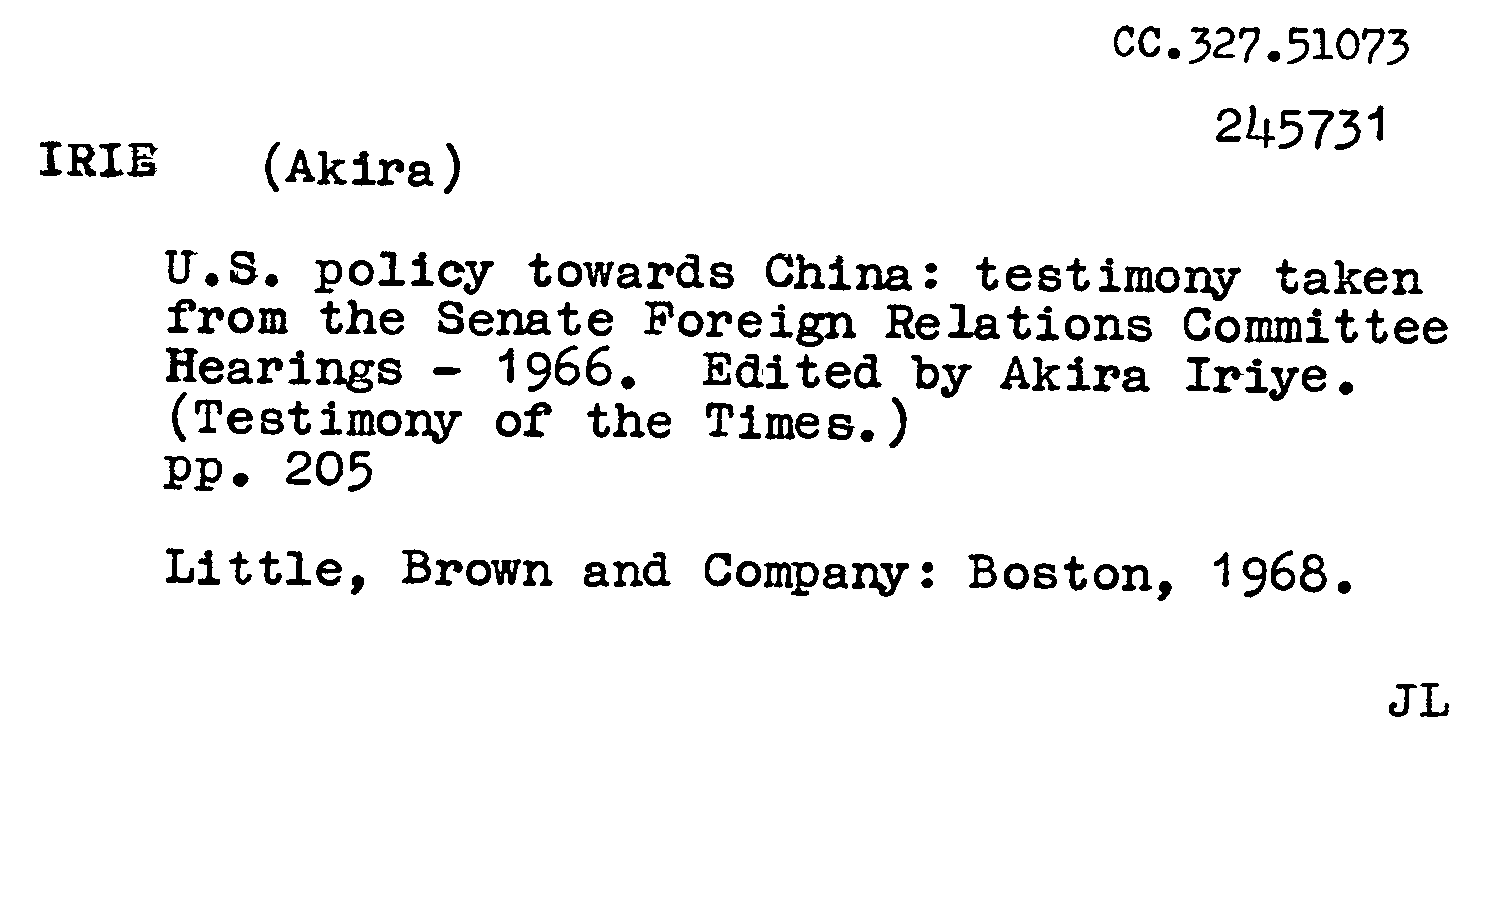 CC.327.51073
245731
IRIE (Akira)
U.S. policy towards China: testimony taken
from the Senate Foreign Relations Committee
Hearings - 1966. Edited by Akira Iriye.
(Testimony of the Times.)
pp. 205
Little, Brown and Company: Boston, 1968.
JL